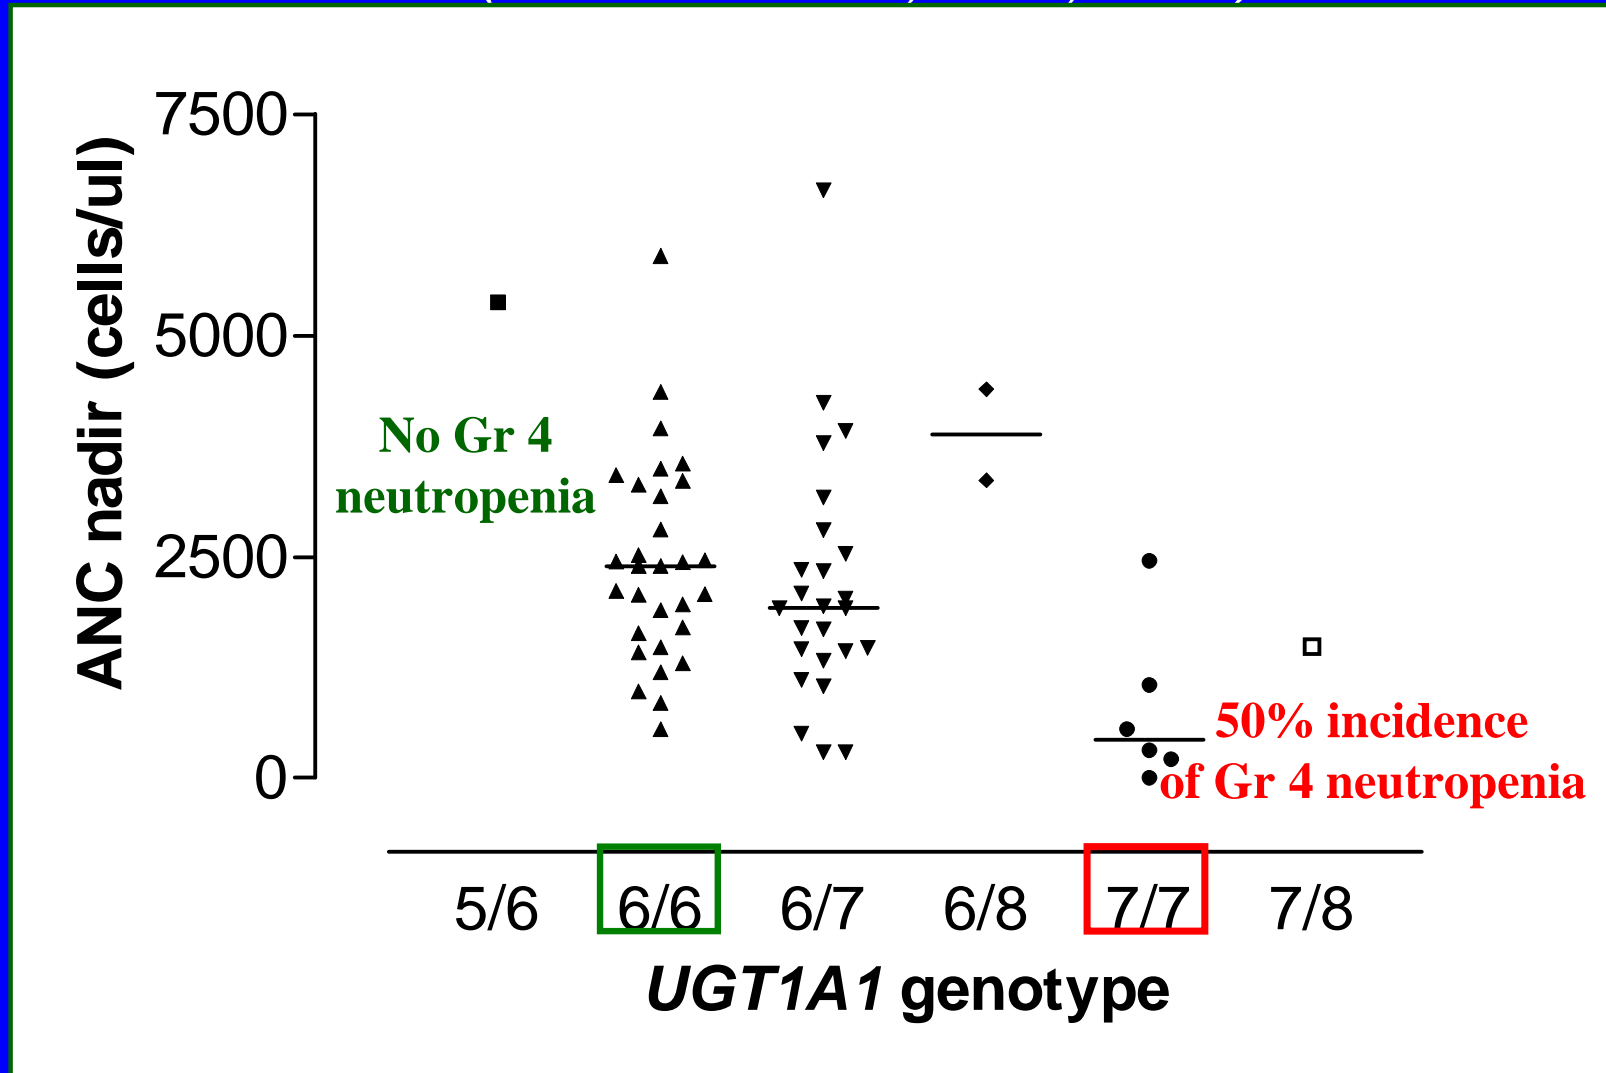 7500
5000
2500
0
ANC nadir (cells/ul)
No Gr 4
neutropenia
50% incidence
of Gr 4 neutropenia
5/6 6/6 6/7 6/8 7/7 7/8
UGT1A1 genotype